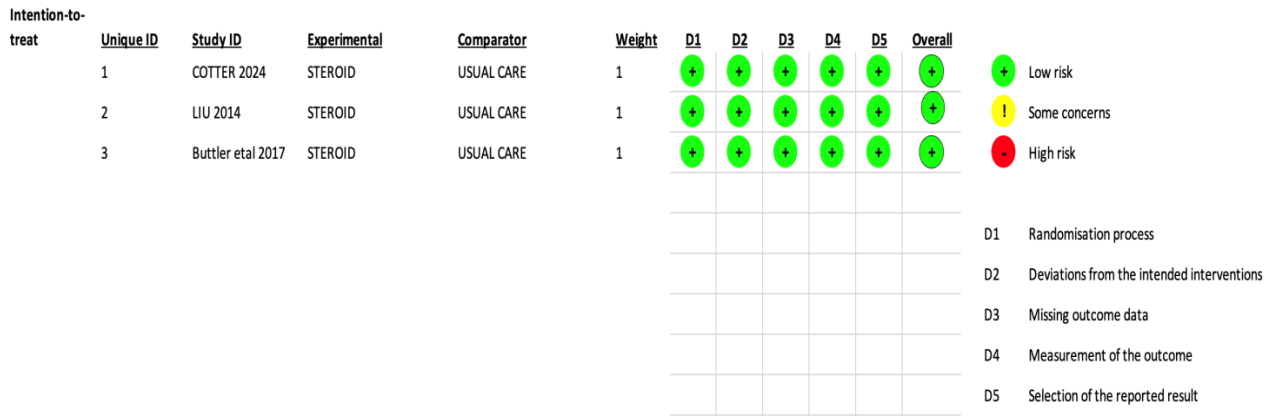 Intention-to-
treat Unique ID Study ID Experimental Comparator Weight D1 D2 D3 D4 D5 Overall
1 COTTER 2024 STEROID USUAL CARE 1 + + + + + + + Low risk
2 LIU 2014 STEROID USUAL CARE 1 + + + + + + ! Some concerns
3 Buttler etal 2017 STEROID USUAL CARE 1 + + + + + + - High risk
D1 Randomisation process
D2 Deviations from the intended interventions
D3 Missing outcome data
D4 Measurement of the outcome
D5 Selection of the reported result